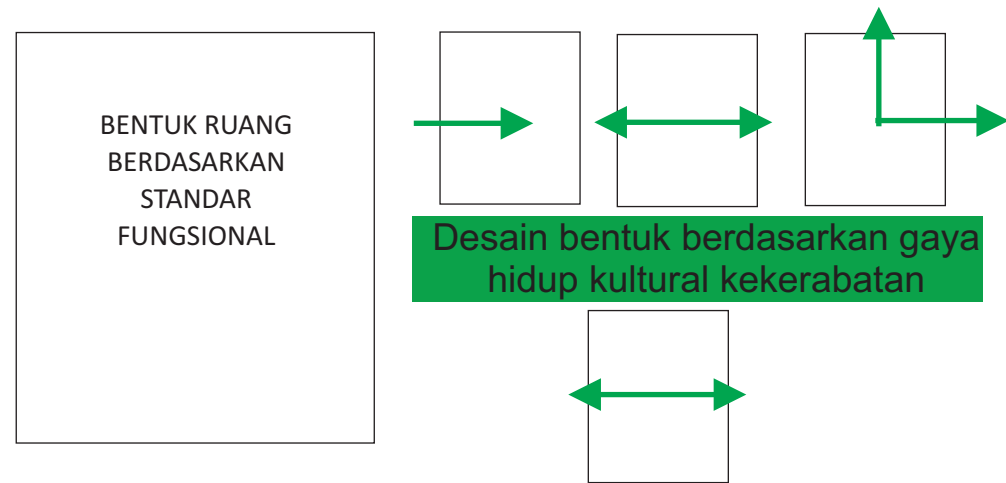 BENTUK RUANG
BERDASARKAN
STANDAR
FUNGSIONAL
Desain bentuk berdasarkan gaya
hidup kultural kekerabatan